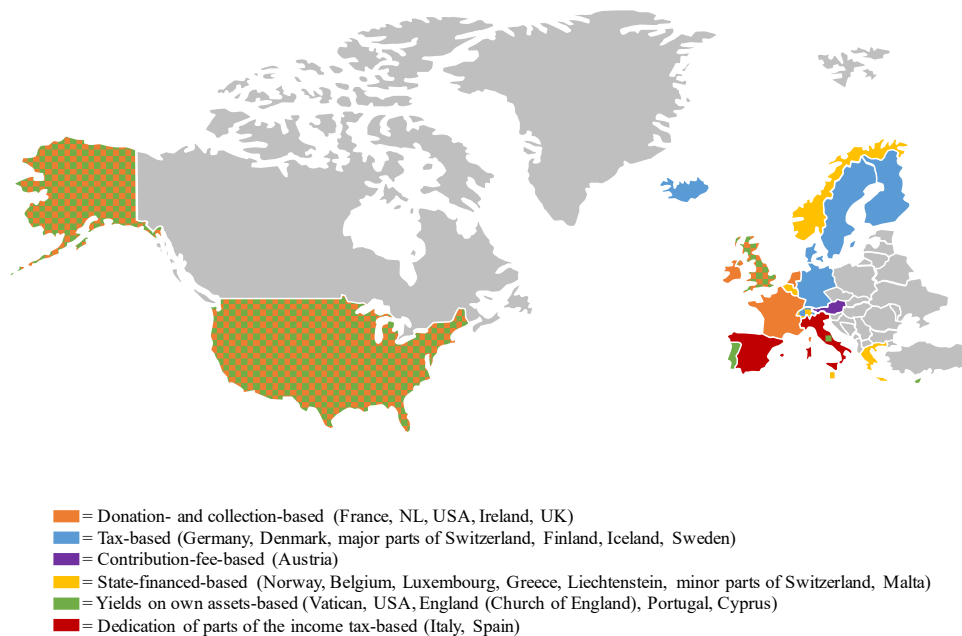 = Donation- and collection-based (France, NL, USA, Ireland, UK)
= Tax-based (Germany, Denmark, major parts of Switzerland, Finland, Iceland, Sweden)
= Contribution-fee-based (Austria)
= State-financed-based (Norway, Belgium, Luxembourg, Greece, Liechtenstein, minor parts of Switzerland, Malta)
= Yields on own assets-based (Vatican, USA, England (Church of England), Portugal, Cyprus)
= Dedication of parts of the income tax-based (Italy, Spain)